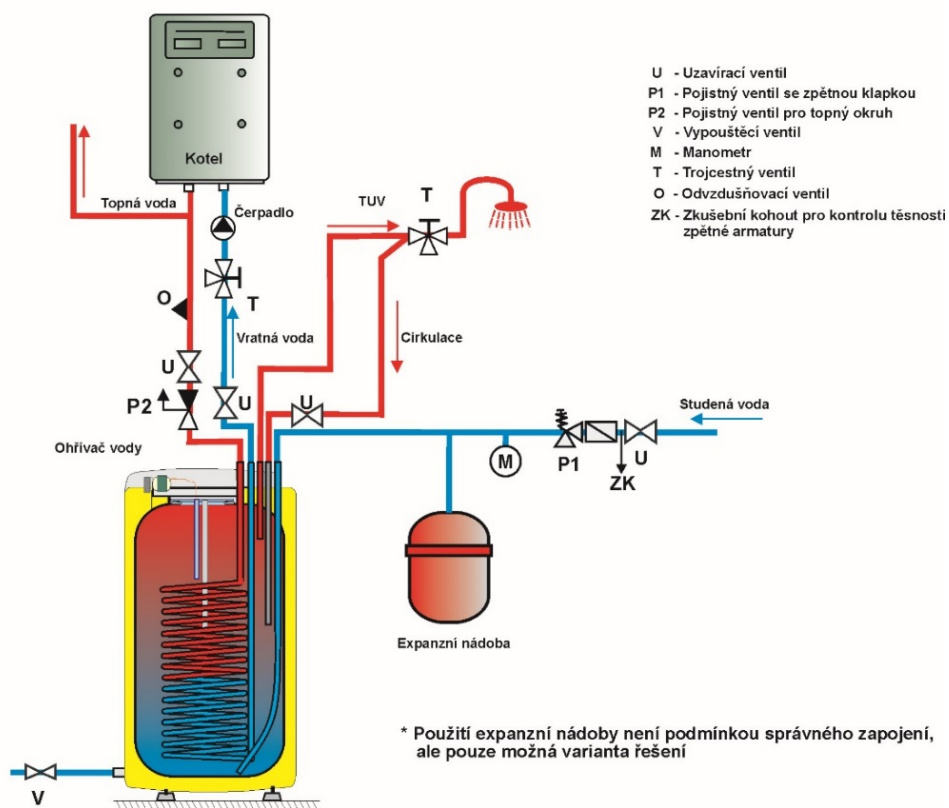 Kotel
Topná voda
Čerpadlo
TUV
T
O
T
Vratná voda
Cirkulace
U
P2
U
U
Ohřívač vody
Studená voda
M
P1
U
ZK
Expanzní nádoba
V
U - Uzavírací ventil
P1 - Pojistný ventil se zpětnou klapkou
P2 - Pojistný ventil pro topný okruh
V - Vypouštěcí ventil
M - Manometr
T - Trojcestný ventil
O - Odvzdušňovací ventil
ZK - Zkušební kohout pro kontrolu těsnosti
zpětné armatury
* Použití expanzní nádoby není podmínkou správného zapojení,
ale pouze možná varianta řešení